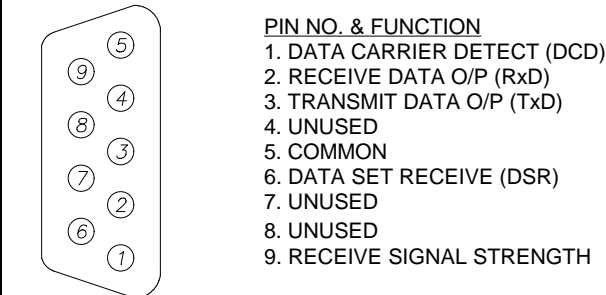 5
9
4
8
3
7
2
6
1
PIN NO. & FUNCTION
1. DATA CARRIER DETECT (DCD)
2. RECEIVE DATA O/P (RxD)
3. TRANSMIT DATA O/P (TxD)
4. UNUSED
5. COMMON
6. DATA SET RECEIVE (DSR)
7. UNUSED
8. UNUSED
9. RECEIVE SIGNAL STRENGTH